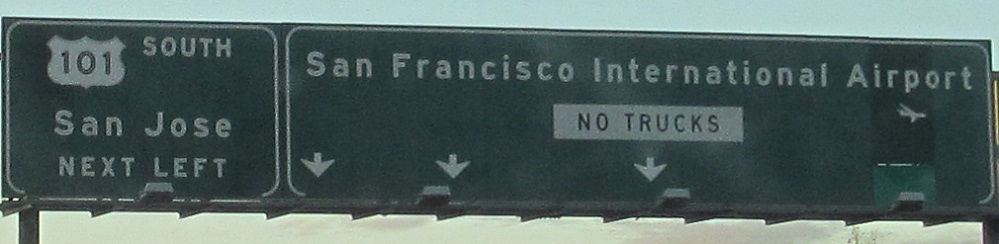 101 SOUTH
San Jose
NEXT LEFT
San Francisco International Airport
NO TRUCKS